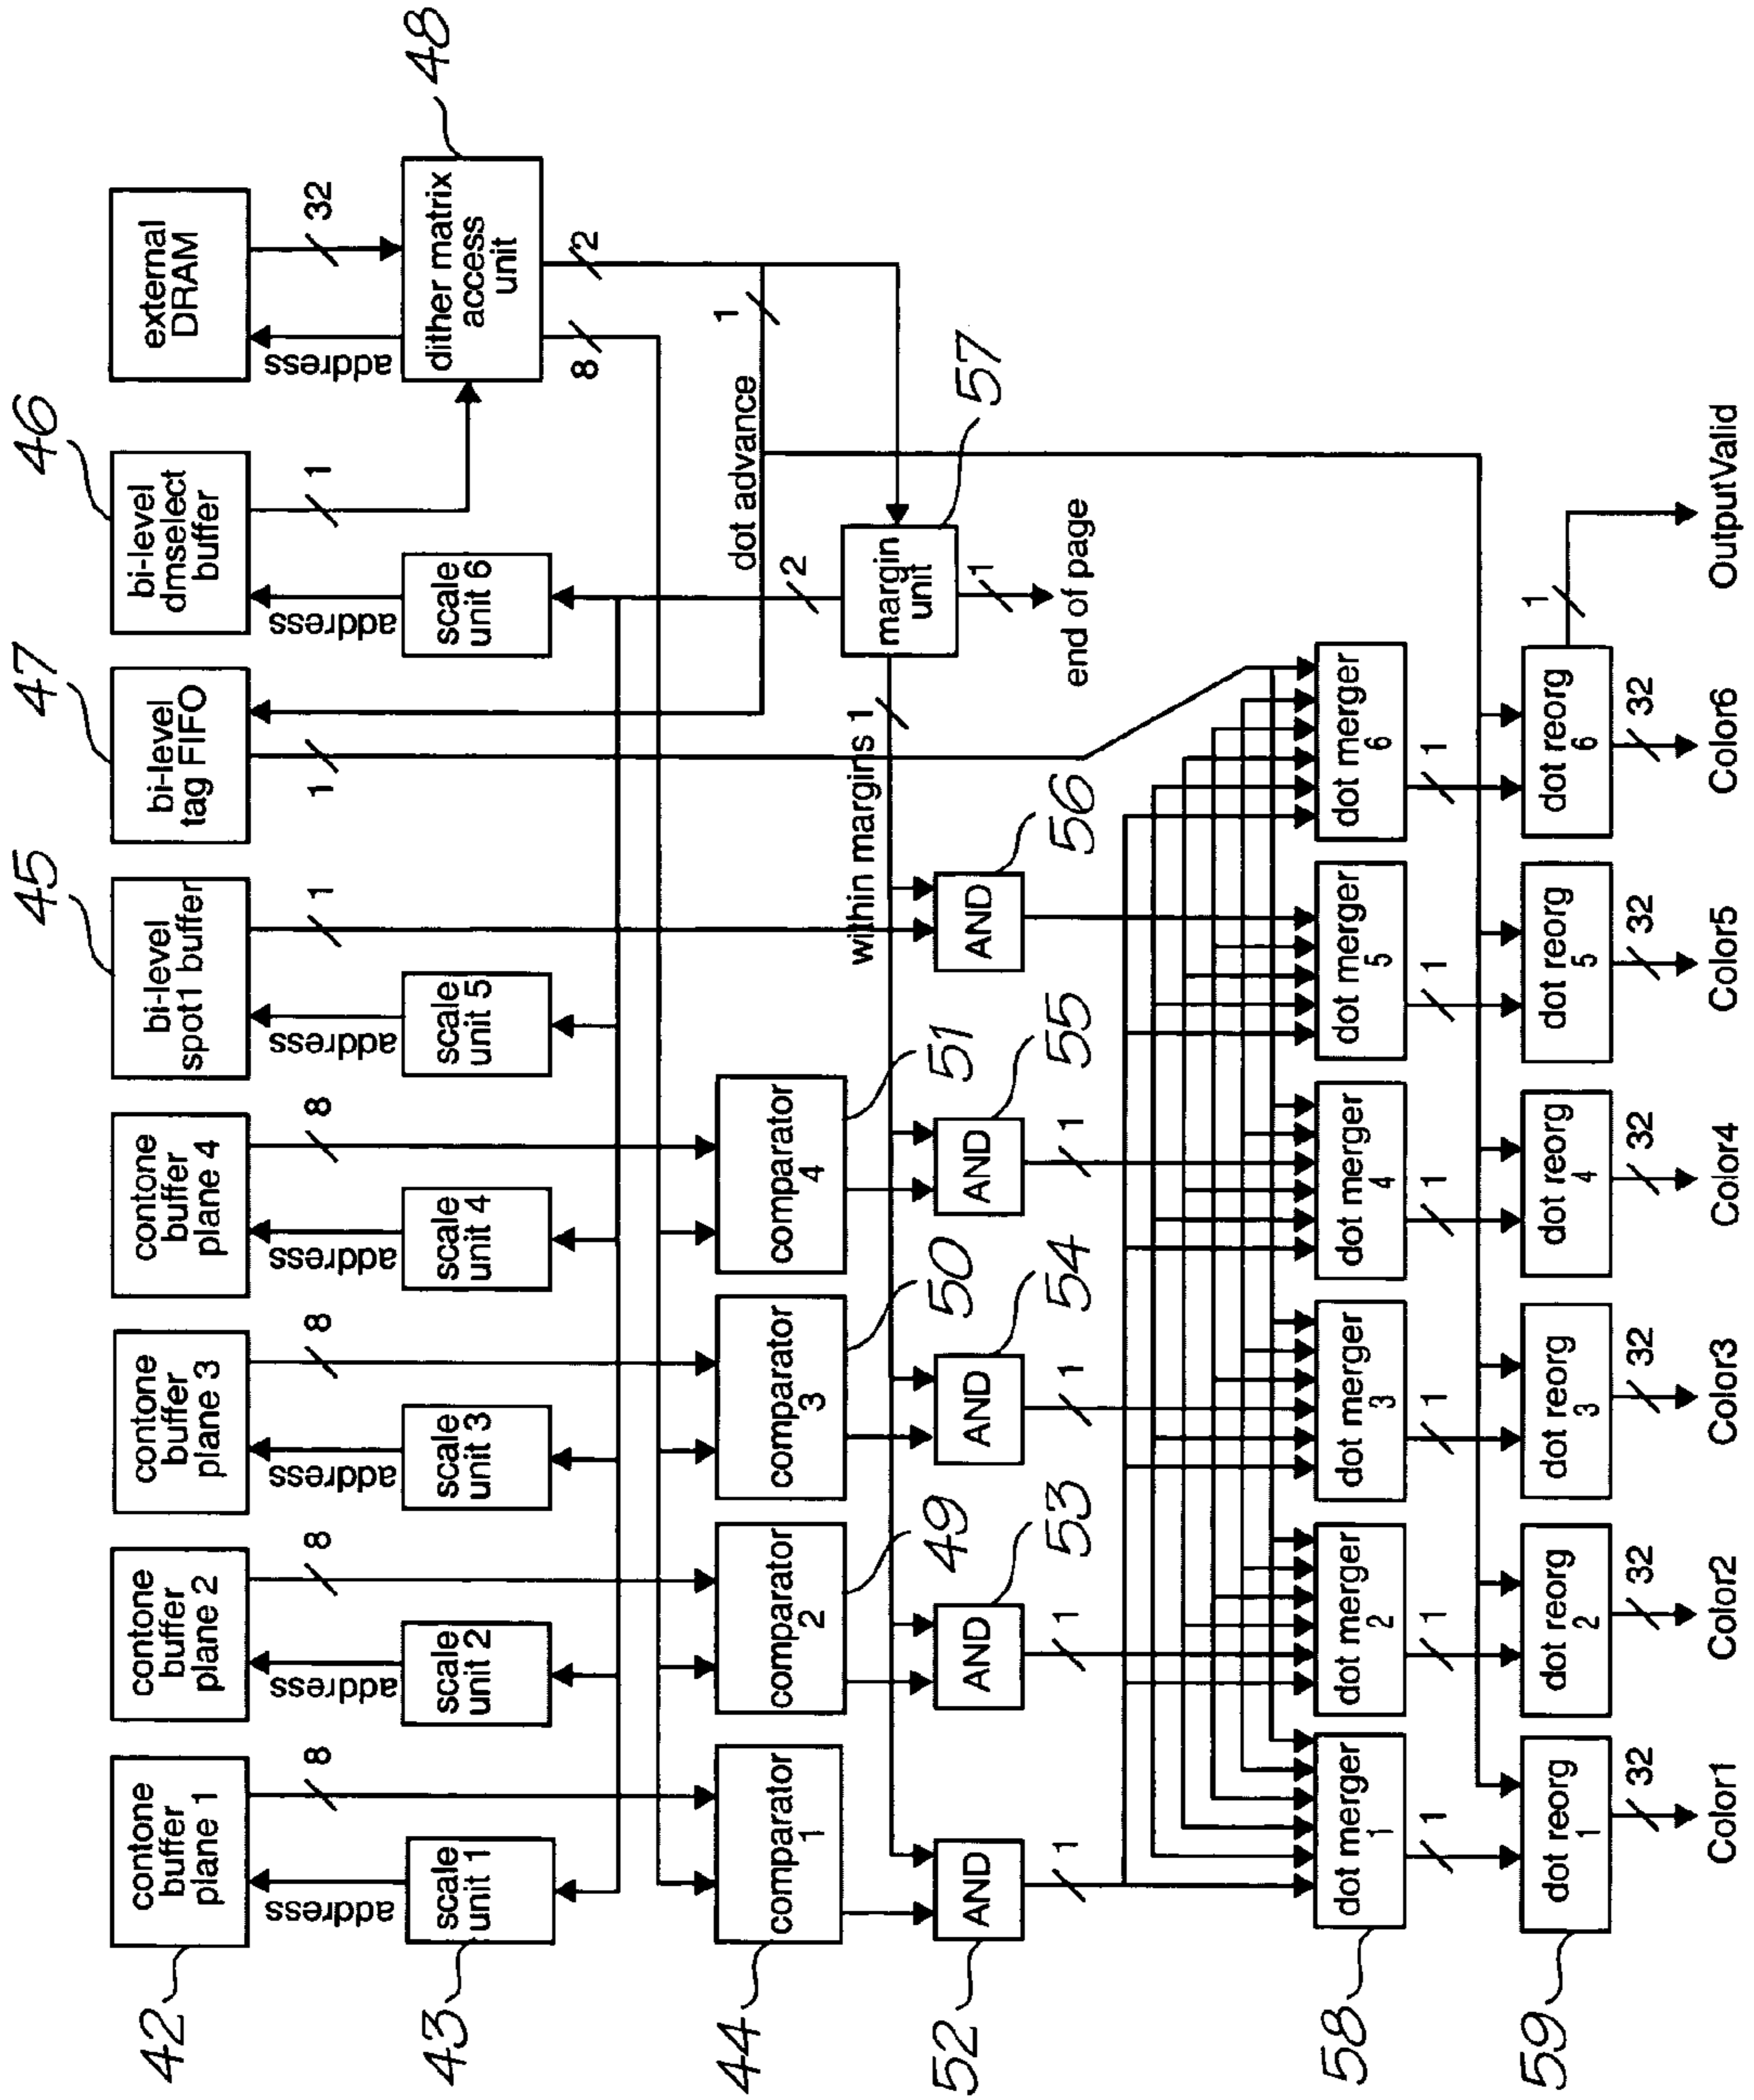 42
contone
buffer
plane 1
contone
buffer
plane 2
contone
buffer
plane 3
contone
buffer
plane 4
45
bi-level
spot1 buffer
47
bi-level
tag FIFO
46
bi-level
dmselect
buffer
external
DRAM
address
8
address
8
address
8
address
8
address
1
1
address
1
address
32
43
scale
unit 1
scale
unit 2
scale
unit 3
scale
unit 4
scale
unit 5
scale
unit 6
dither matrix
access
unit
48
8
2
1
dot advance
44
comparator
1
comparator
2
49
comparator
3
50
comparator
4
51
2
margin
unit
57
1
end of page
within margins
1
52
AND
AND
53
AND
54
AND
55
AND
56
1
1
1
1
58
dot merger
1
dot merger
2
dot merger
3
dot merger
4
dot merger
5
dot merger
6
1
1
1
1
1
1
59
dot reorg
1
dot reorg
2
dot reorg
3
dot reorg
4
dot reorg
5
dot reorg
6
1
32
32
32
32
32
32
Color1
Color2
Color3
Color4
Color5
Color6
OutputValid